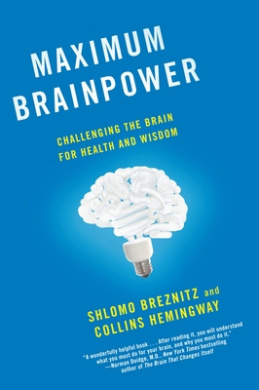 MAXIMUM
BRAINPOWER
CHALLENGING THE BRAIN
FOR HEALTH AND WISDOM
SHLOMO BREZNITZ and
COLLINS HEMINGWAY
"A wonderfully helpful book . . . After reading it, you will understand
what you must do for your brain, and why you must do it."
—Norman Doidge, M.D., New York Times bestselling
author of The Brain That Changes Itself